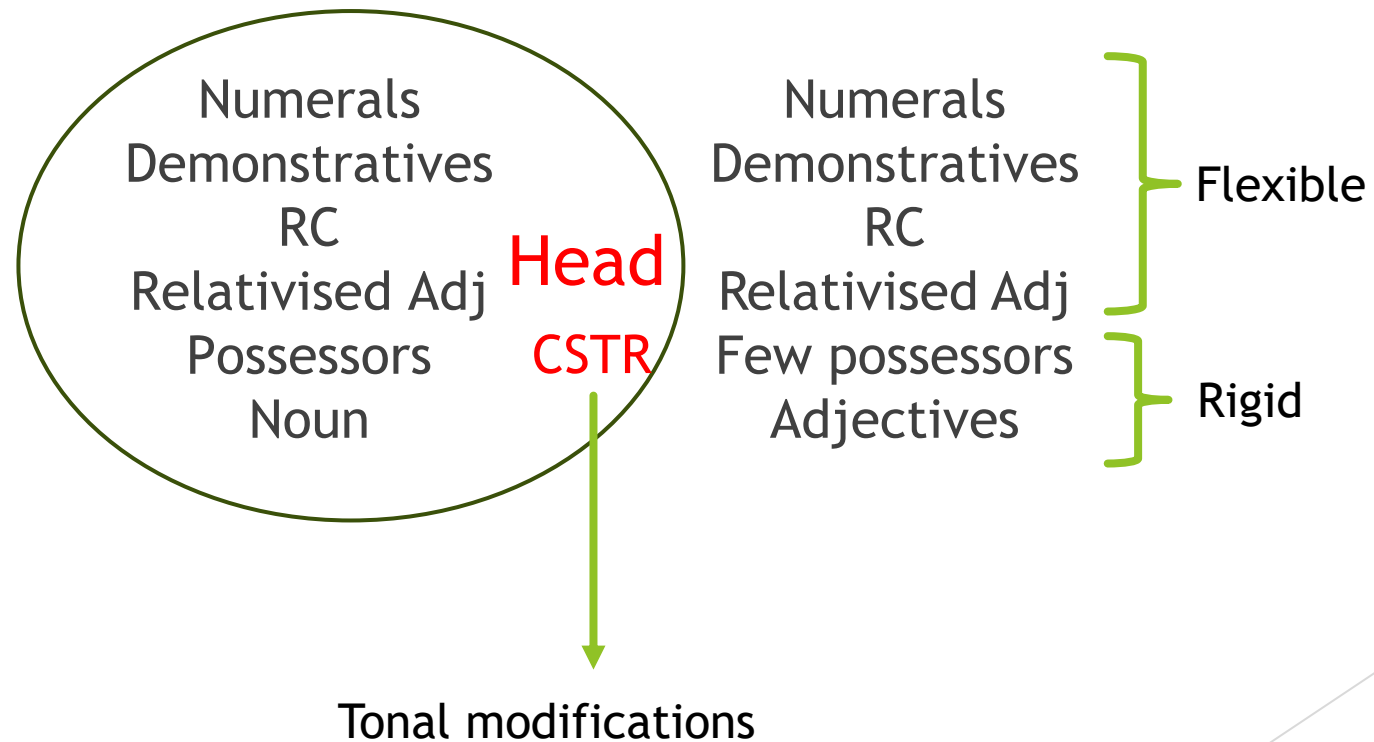 Numerals
Demonstratives
RC
Relativised Adj
Possessors
Noun
Head
CSTR
Numerals
Demonstratives
RC
Relativised Adj
Few possessors
Adjectives
Flexible
Rigid
Tonal modifications